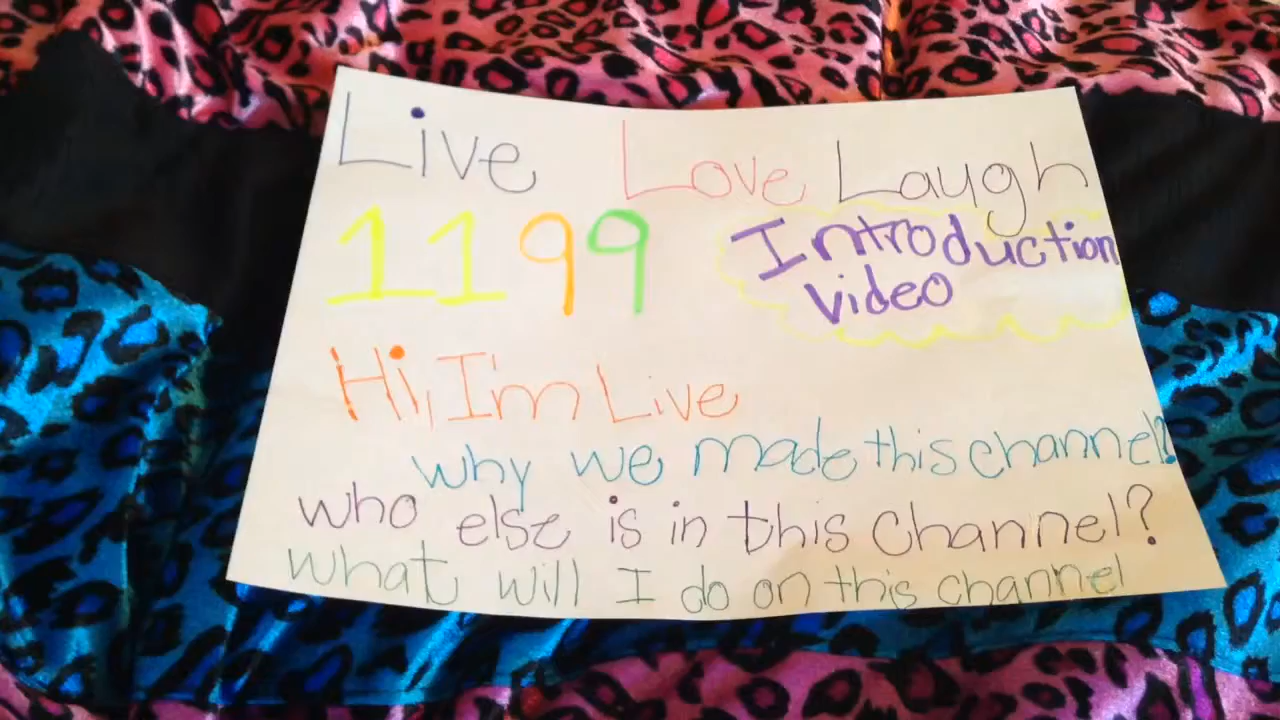 Live Love Laugh
1199 Introduction
video
Hi, I'm Live
why we made this channel?
who else is in this channel?
what will I do on this channel